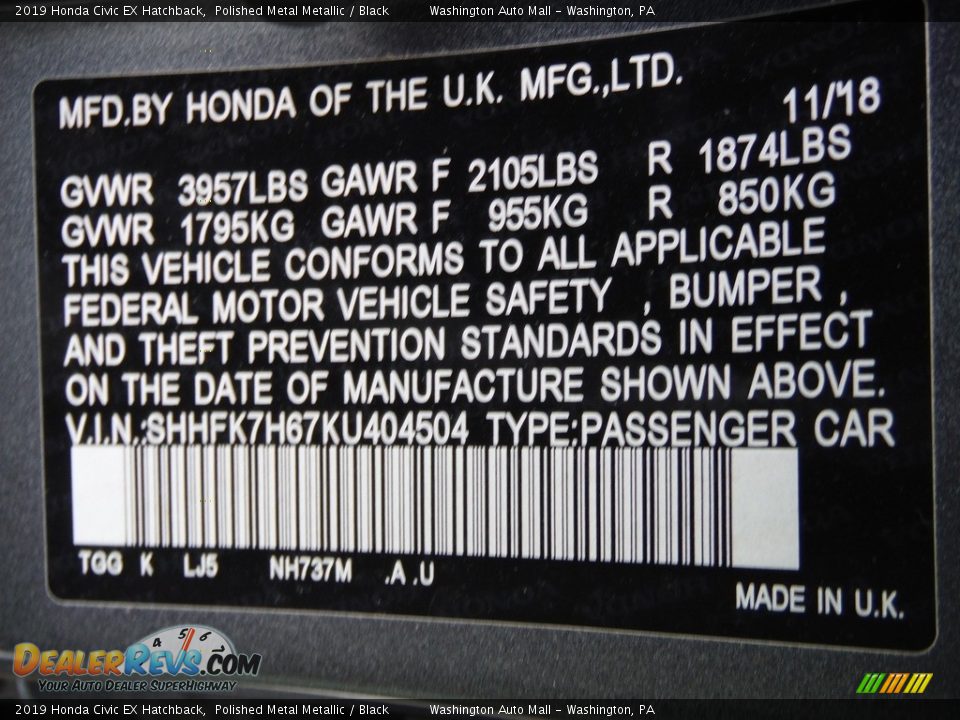 2019 Honda Civic EX Hatchback, Polished Metal Metallic / Black Washington Auto Mall - Washington, PA
MFD.BY HONDA OF THE U.K. MFG.,LTD.
11/18
GVWR 3957LBS GAWR F 2105LBS R 1874LBS
GVWR 1795KG GAWR F 955KG R 850KG
THIS VEHICLE CONFORMS TO ALL APPLICABLE
FEDERAL MOTOR VEHICLE SAFETY , BUMPER ,
AND THEFT PREVENTION STANDARDS IN EFFECT
ON THE DATE OF MANUFACTURE SHOWN ABOVE.
V.I.N.:SHHFK7H67KU404504 TYPE:PASSENGER CAR
TGG K LJ5 NH737M .A .U
MADE IN U.K.
4 5 6
DEALERREVS.COM
YOUR AUTO DEALER SUPERHIGHWAY
2019 Honda Civic EX Hatchback, Polished Metal Metallic / Black Washington Auto Mall - Washington, PA